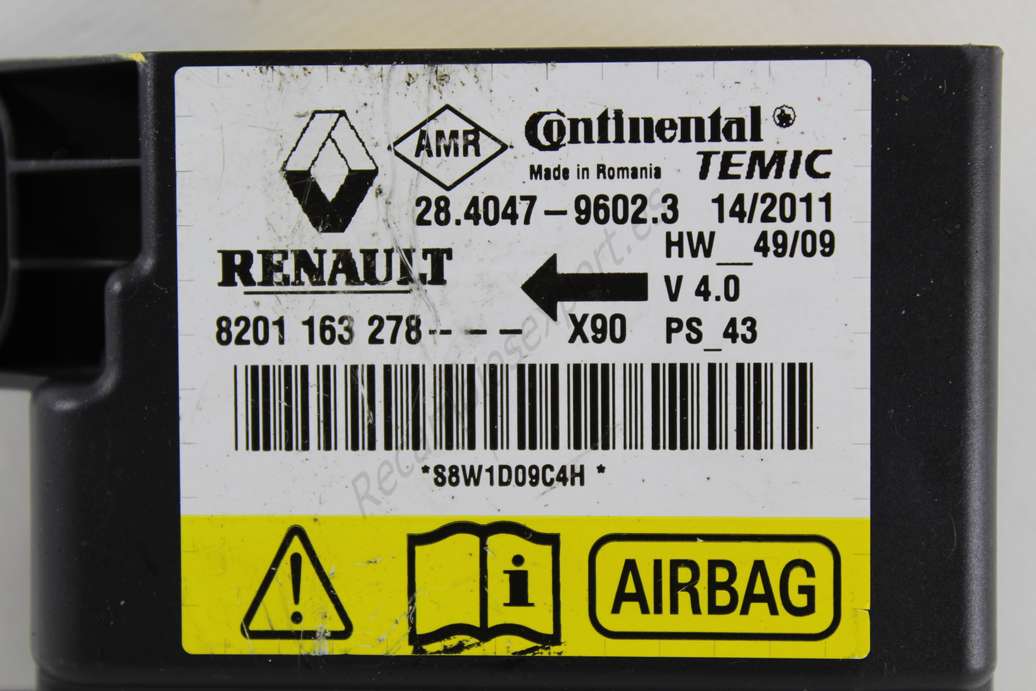 AMR
Continental
Made in Romania TEMIC
28.4047-9602.3 14/2011
HW__49/09
RENAULT
V 4.0
8201 163 278---- X90 PS_43
*S8W1D09C4H *
i
AIRBAG